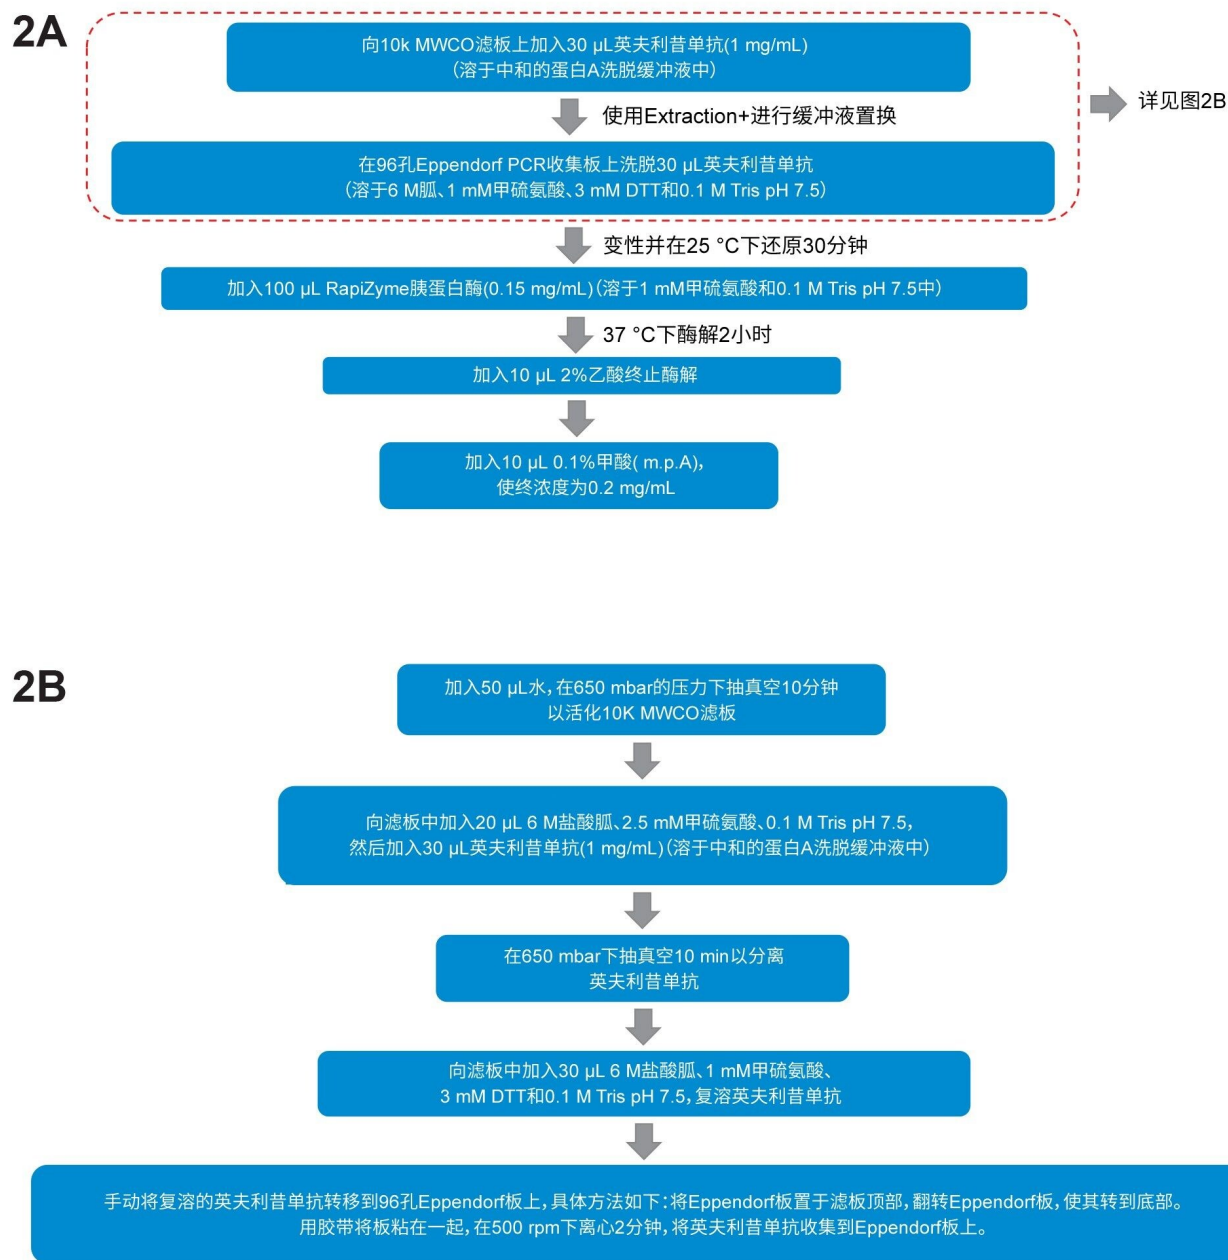 2A
向10k MWCO滤板上加入30 µL英夫利昔单抗(1 mg/mL)
(溶于中和的蛋白A洗脱缓冲液中)
使用Extraction+进行缓冲液置换
详见图2B
在96孔Eppendorf PCR收集板上洗脱30 µL英夫利昔单抗
(溶于6 M胍、1 mM甲硫氨酸、3 mM DTT和0.1 M Tris pH 7.5)
变性并在25 °C下还原30分钟
加入100 µL RapiZyme胰蛋白酶(0.15 mg/mL)(溶于1 mM甲硫氨酸和0.1 M Tris pH 7.5中)
37 °C下酶解2小时
加入10 µL 2%乙酸终止酶解
加入10 µL 0.1%甲酸( m.p.A),
使终浓度为0.2 mg/mL
2B
加入50 µL水,在650 mbar的压力下抽真空10分钟
以活化10K MWCO滤板
向滤板中加入20 µL 6 M盐酸胍、2.5 mM甲硫氨酸、0.1 M Tris pH 7.5,
然后加入30 µL英夫利昔单抗(1 mg/mL)(溶于中和的蛋白A洗脱缓冲液中)
在650 mbar下抽真空10 min以分离
英夫利昔单抗
向滤板中加入30 µL 6 M盐酸胍、1 mM甲硫氨酸、
3 mM DTT和0.1 M Tris pH 7.5,复溶英夫利昔单抗
手动将复溶的英夫利昔单抗转移到96孔Eppendorf板上,具体方法如下:将Eppendorf板置于滤板顶部,翻转Eppendorf板,使其转到底部。
用胶带将板粘在一起,在500 rpm下离心2分钟,将英夫利昔单抗收集到Eppendorf板上。